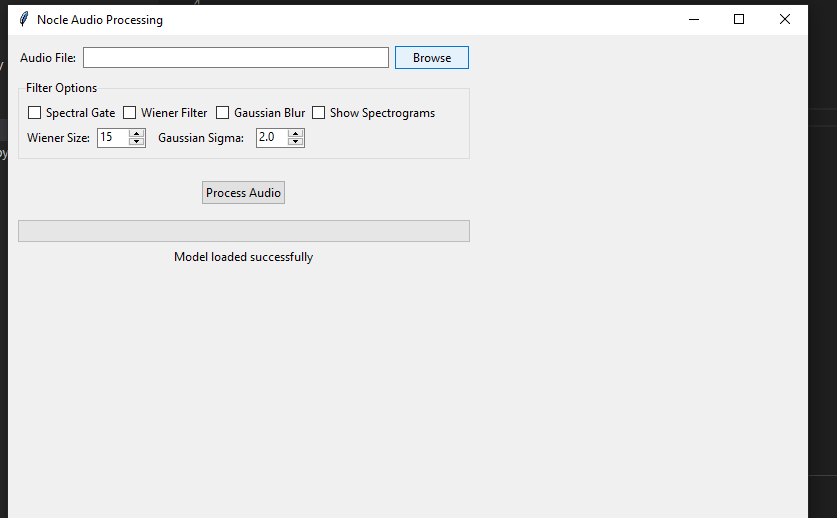 Nocle Audio Processing
Audio File: Browse
Filter Options
Spectral Gate Wiener Filter Gaussian Blur Show Spectrograms
Wiener Size: 15 Gaussian Sigma: 2.0
Process Audio
Model loaded successfully